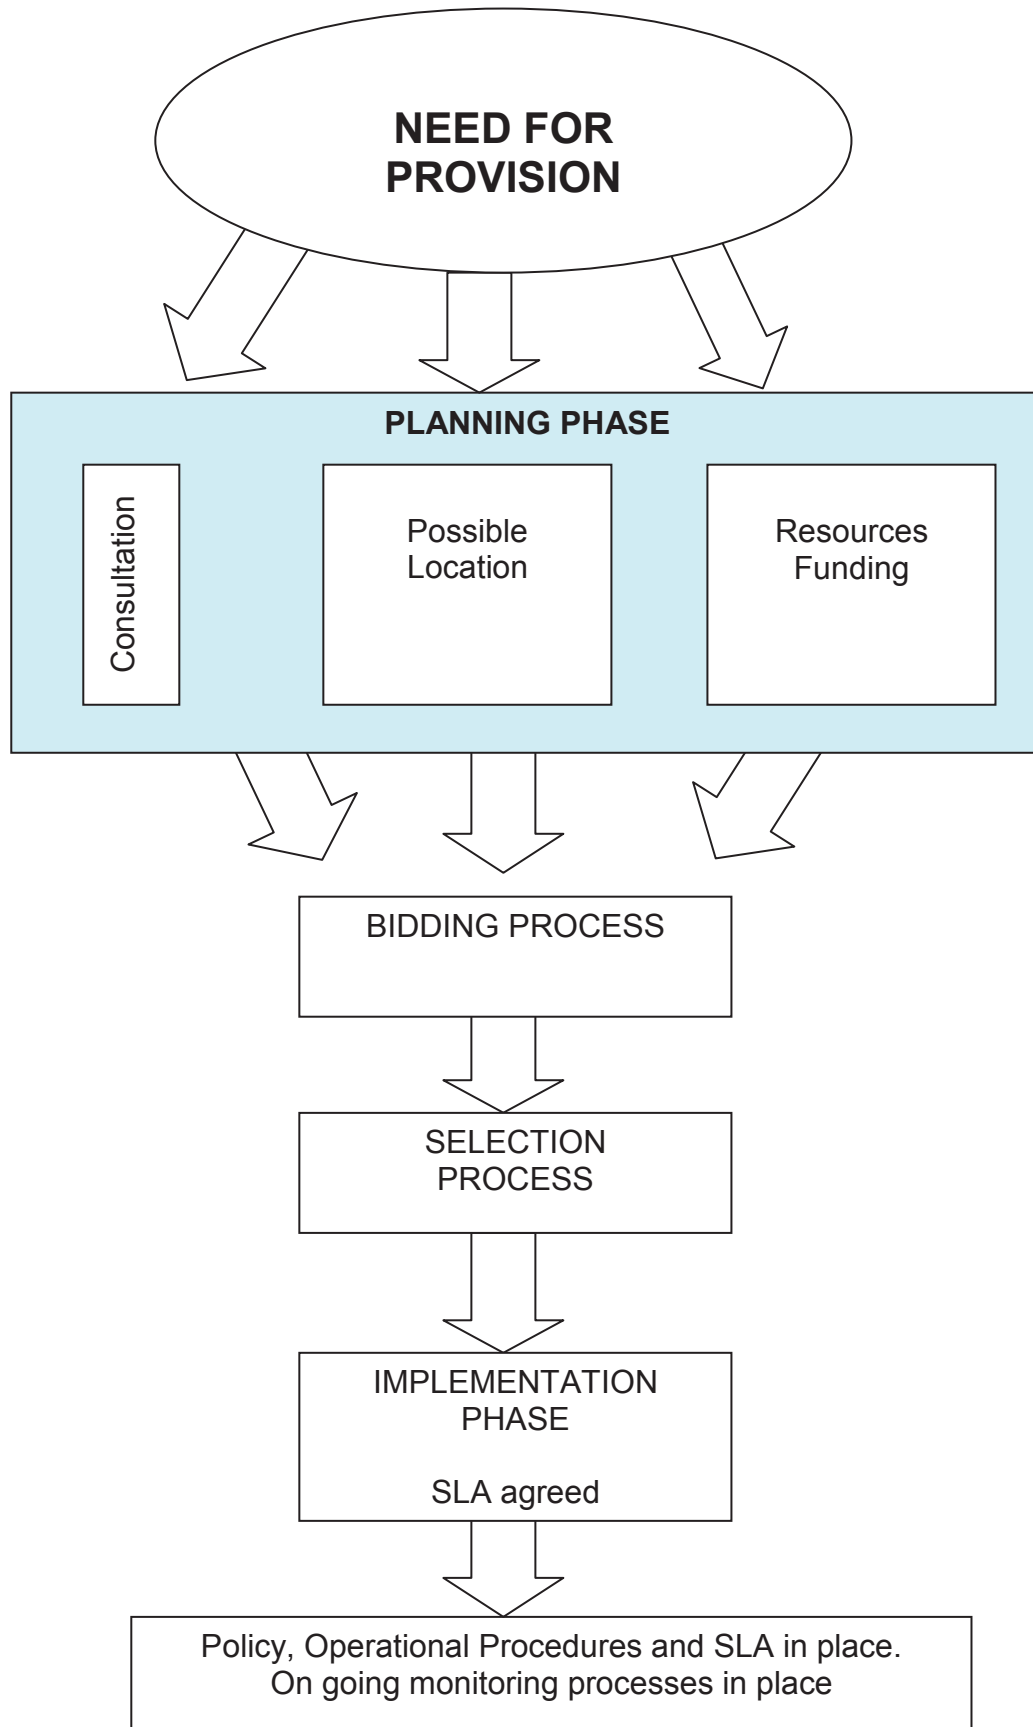 NEED FOR
PROVISION
PLANNING PHASE
Consultation
Possible
Location
Resources
Funding
BIDDING PROCESS
SELECTION
PROCESS
IMPLEMENTATION
PHASE
SLA agreed
Policy, Operational Procedures and SLA in place.
On going monitoring processes in place